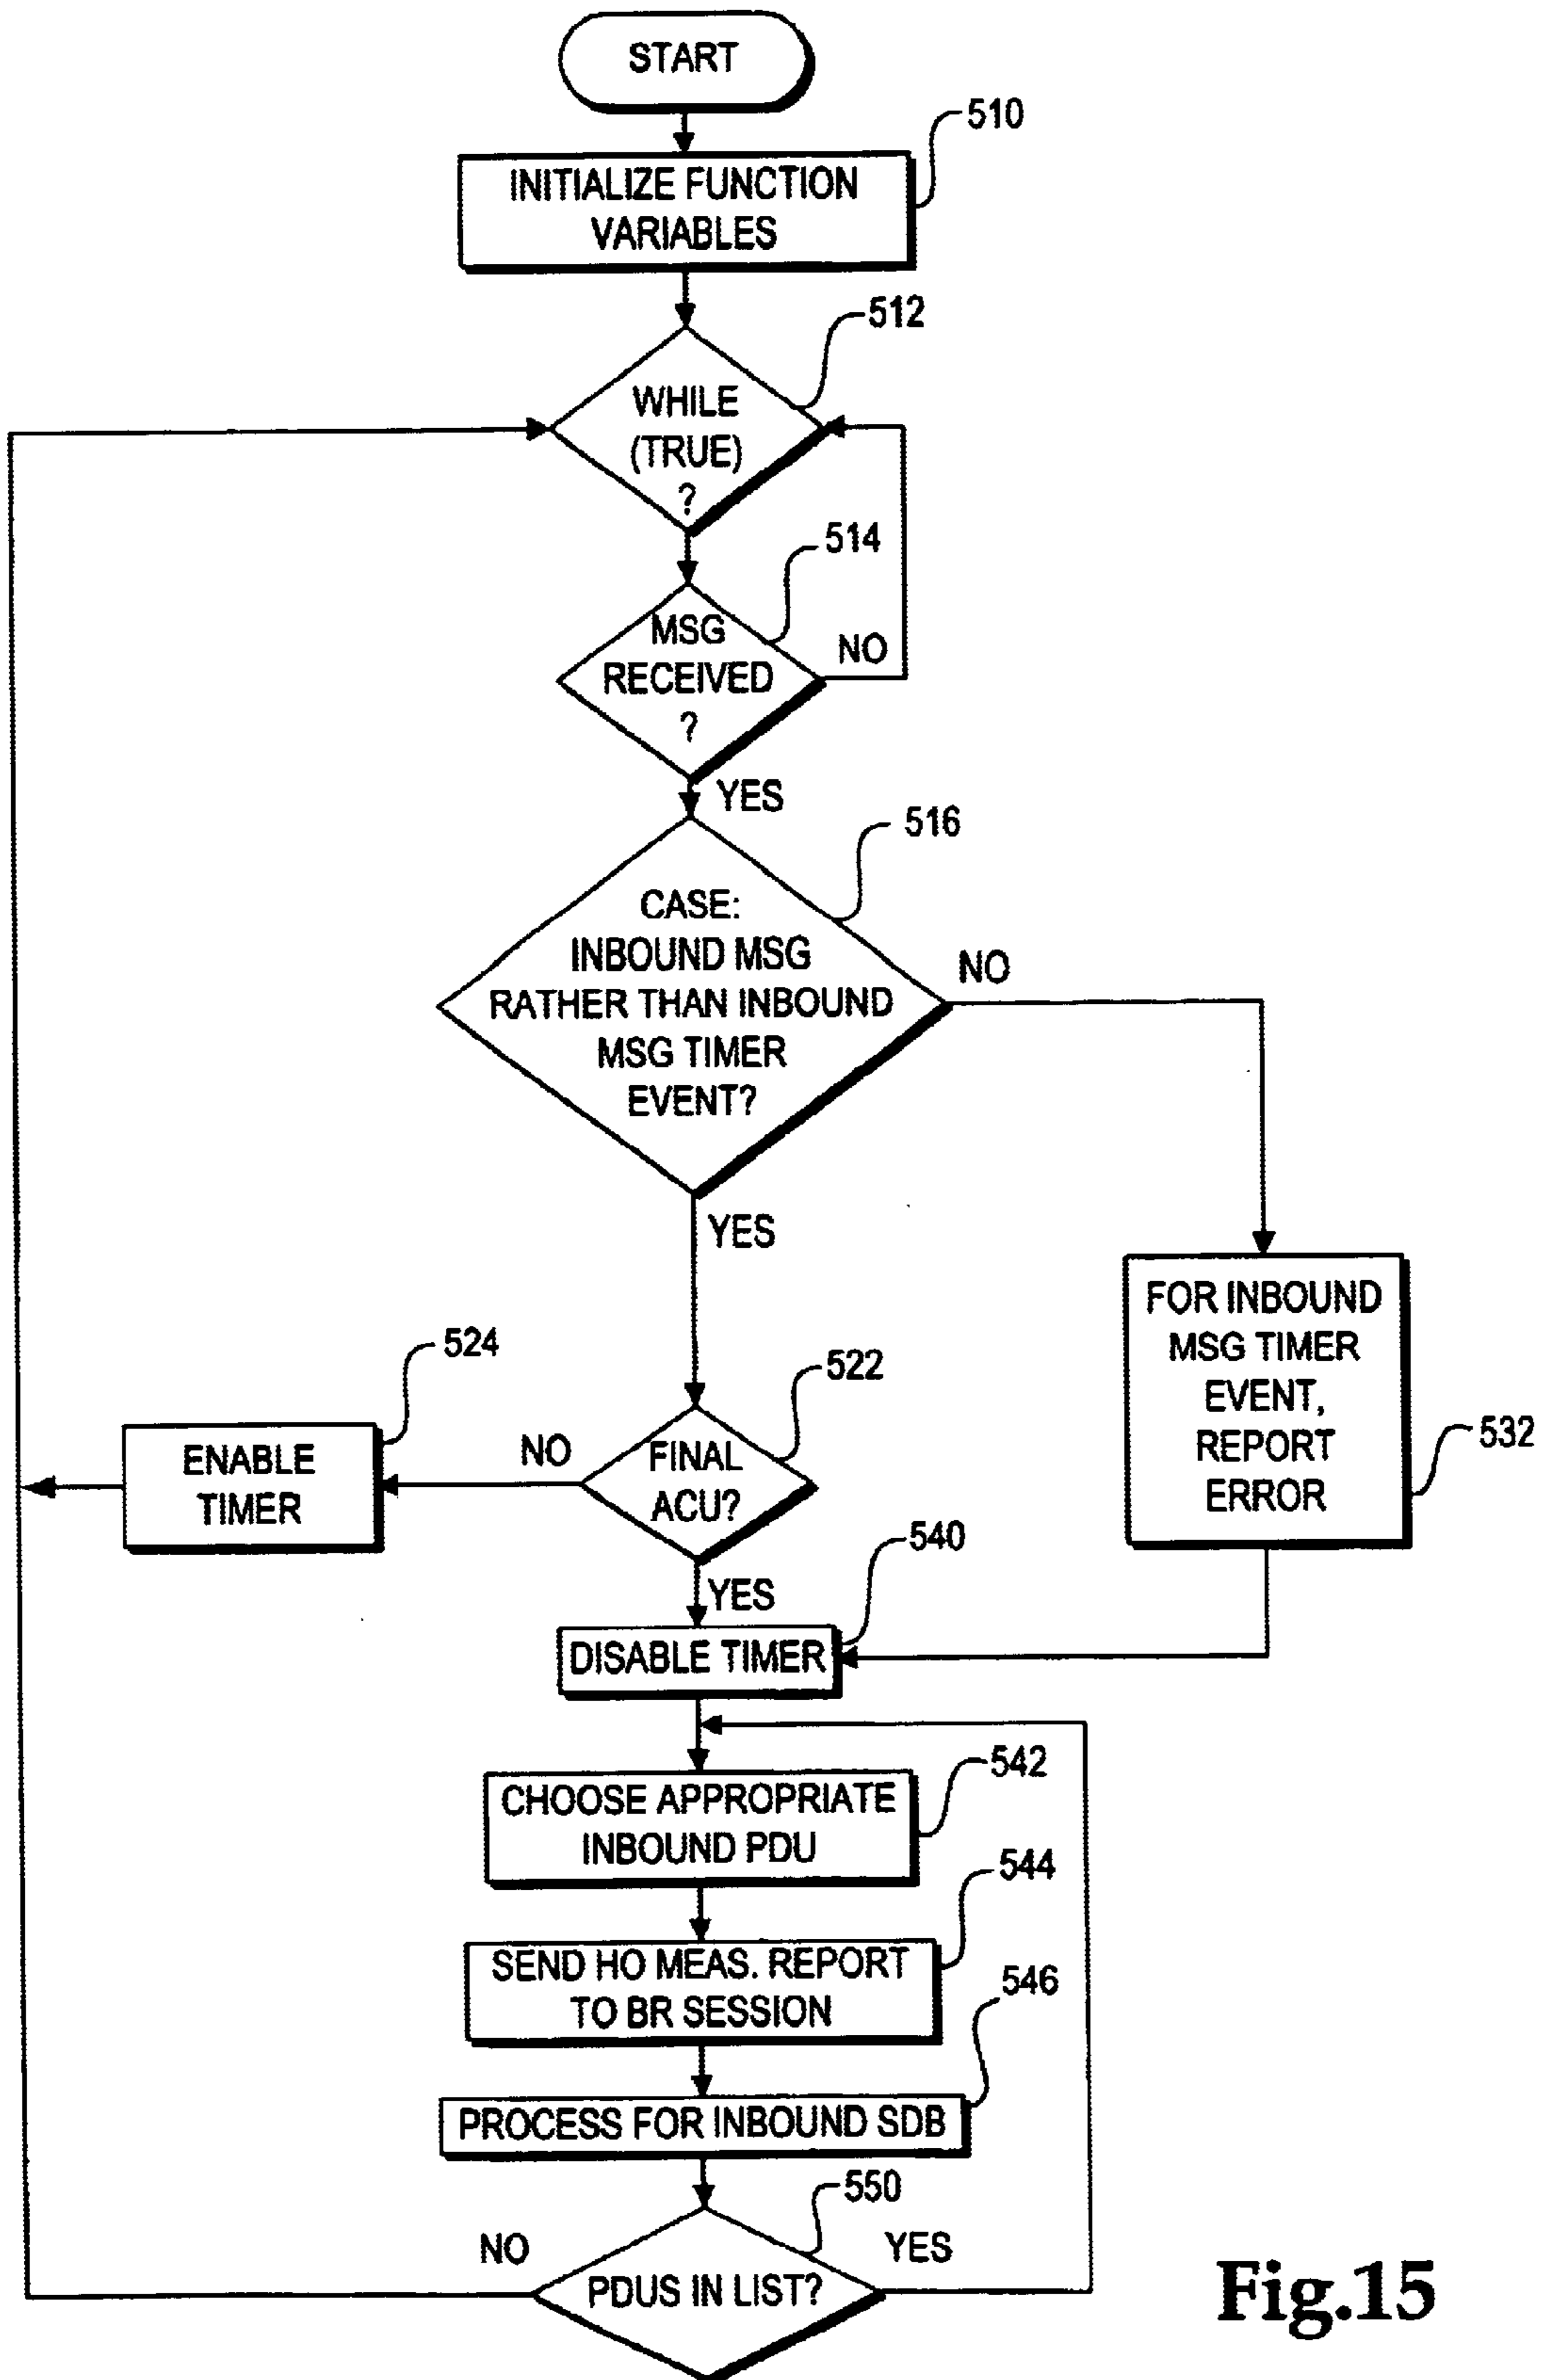 START
510
INITIALIZE FUNCTION
VARIABLES
512
WHILE
(TRUE)
?
514
MSG
RECEIVED
?
NO
YES
516
CASE:
INBOUND MSG
RATHER THAN INBOUND
MSG TIMER
EVENT?
NO
YES
FOR INBOUND
MSG TIMER
EVENT,
REPORT
ERROR
532
524
ENABLE
TIMER
NO
522
FINAL
ACU?
YES
540
DISABLE TIMER
542
CHOOSE APPROPRIATE
INBOUND PDU
544
SEND HO MEAS. REPORT
TO BR SESSION
546
PROCESS FOR INBOUND SDB
550
NO
PDUS IN LIST?
YES
Fig.15